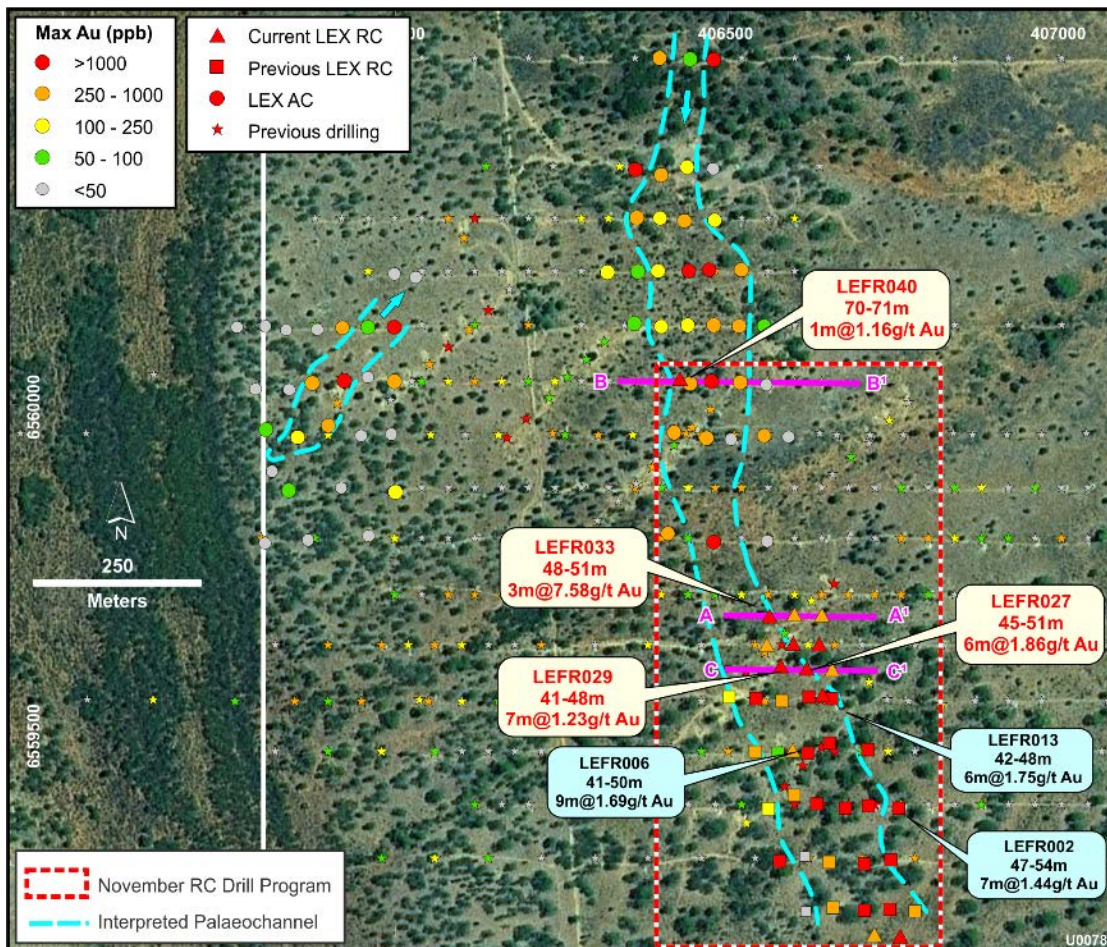 Max Au (ppb)
>1000
250 - 1000
100 - 250
50 - 100
<50
Current LEX RC
Previous LEX RC
LEX AC
Previous drilling
406500
407000
6560000
6559500
LEFR040
70-71m
1m@1.16g/t Au
B
B¹
LEFR033
48-51m
3m@7.58g/t Au
A
A¹
LEFR027
45-51m
6m@1.86g/t Au
C
C¹
LEFR029
41-48m
7m@1.23g/t Au
LEFR013
42-48m
6m@1.75g/t Au
LEFR006
41-50m
9m@1.69g/t Au
LEFR002
47-54m
7m@1.44g/t Au
N
250
Meters
November RC Drill Program
Interpreted Palaeochannel
U0078